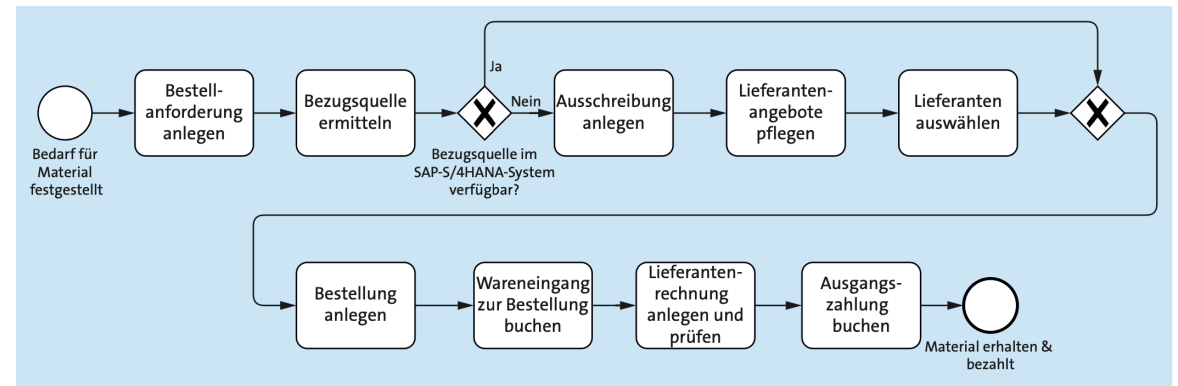 Ja
Bestell-
anforderung
anlegen
Bezugsquelle
ermitteln
Nein
Ausschreibung
anlegen
Lieferanten-
angebote
pflegen
Lieferanten
auswählen
Bedarf für
Material
festgestellt
Bezugsquelle im
SAP-S/4HANA-System
verfügbar?
Bestellung
anlegen
Wareneingang
zur Bestellung
buchen
Lieferanten-
rechnung
anlegen und
prüfen
Ausgangs-
zahlung
buchen
Material erhalten &
bezahlt